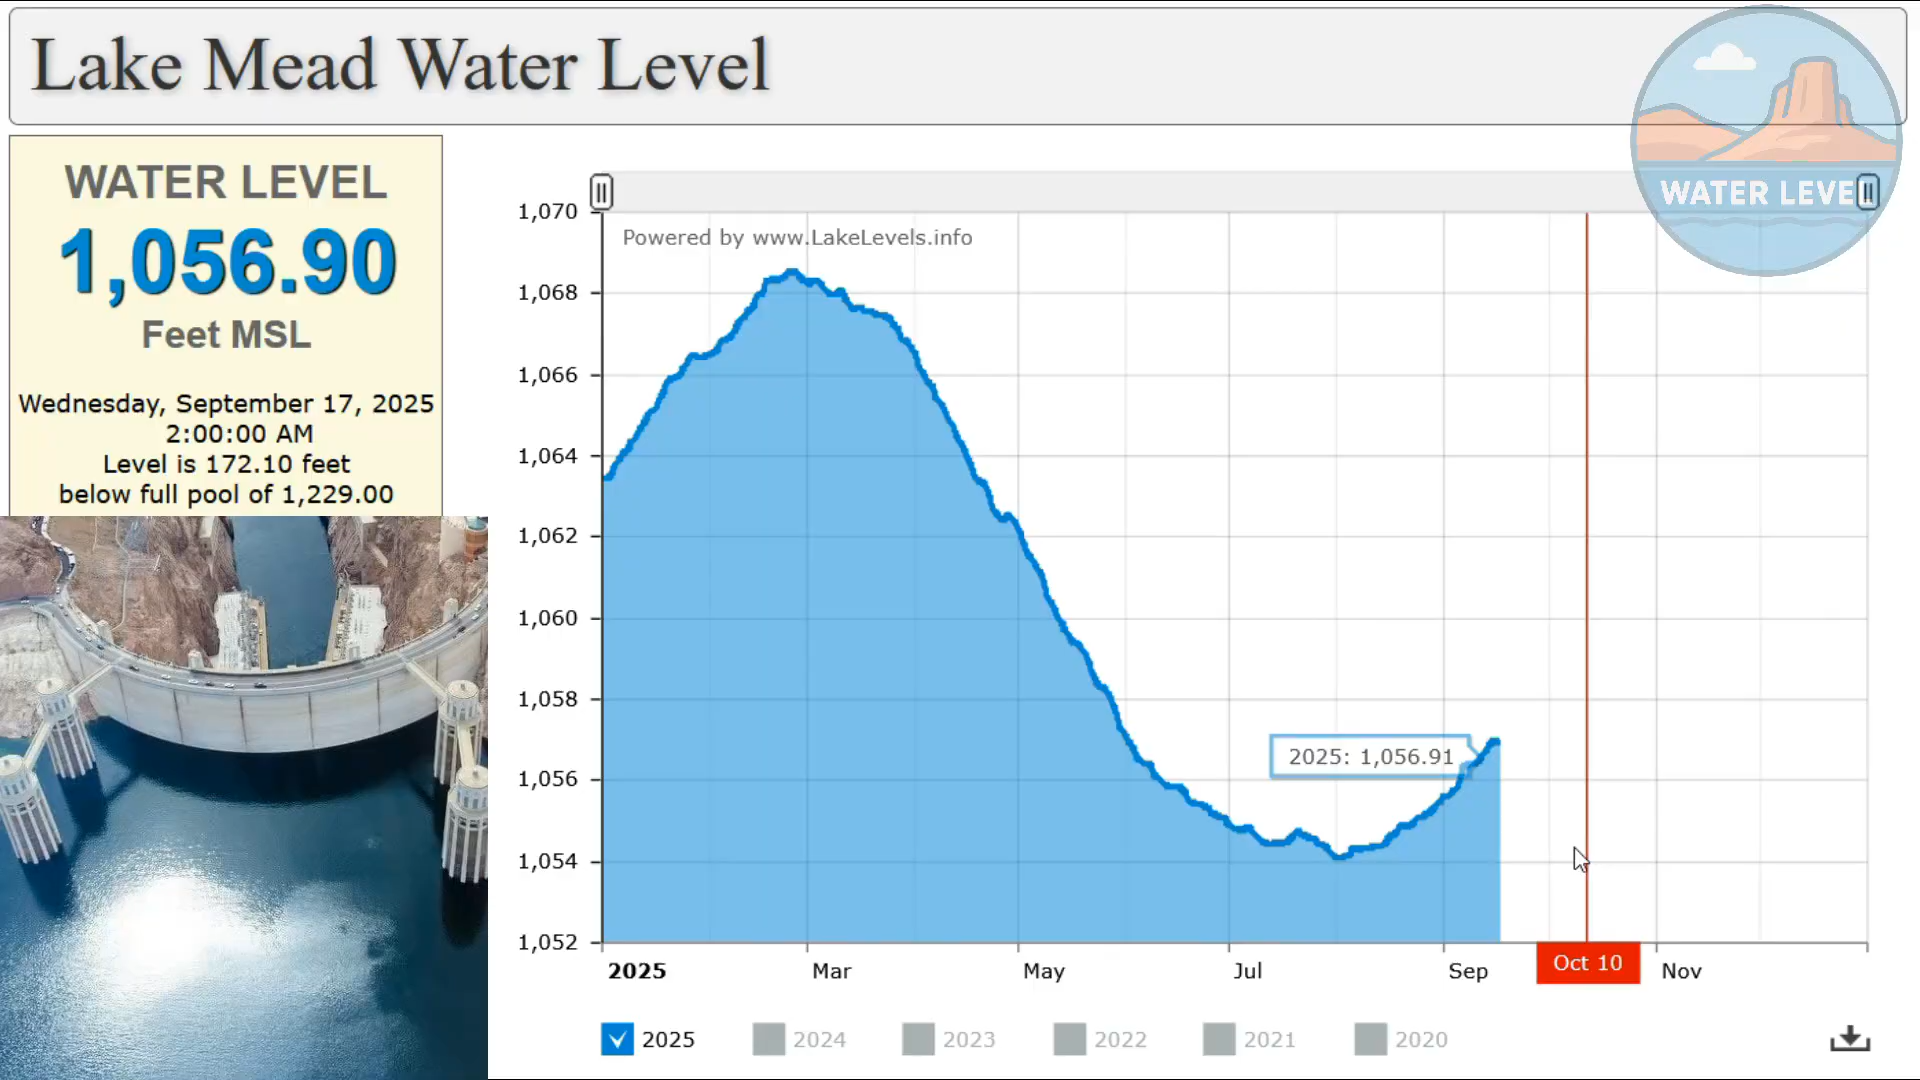 Lake Mead Water Level
WATER LEVEL
WATER LEVEL
1,056.90
Feet MSL
Wednesday, September 17, 2025
2:00:00 AM
Level is 172.10 feet
below full pool of 1,229.00
Powered by www.LakeLevels.info
1,070
1,068
1,066
1,064
1,062
1,060
1,058
1,056
1,054
1,052
2025: 1,056.91
2025 Mar May Jul Sep Oct 10 Nov
2025 2024 2023 2022 2021 2020